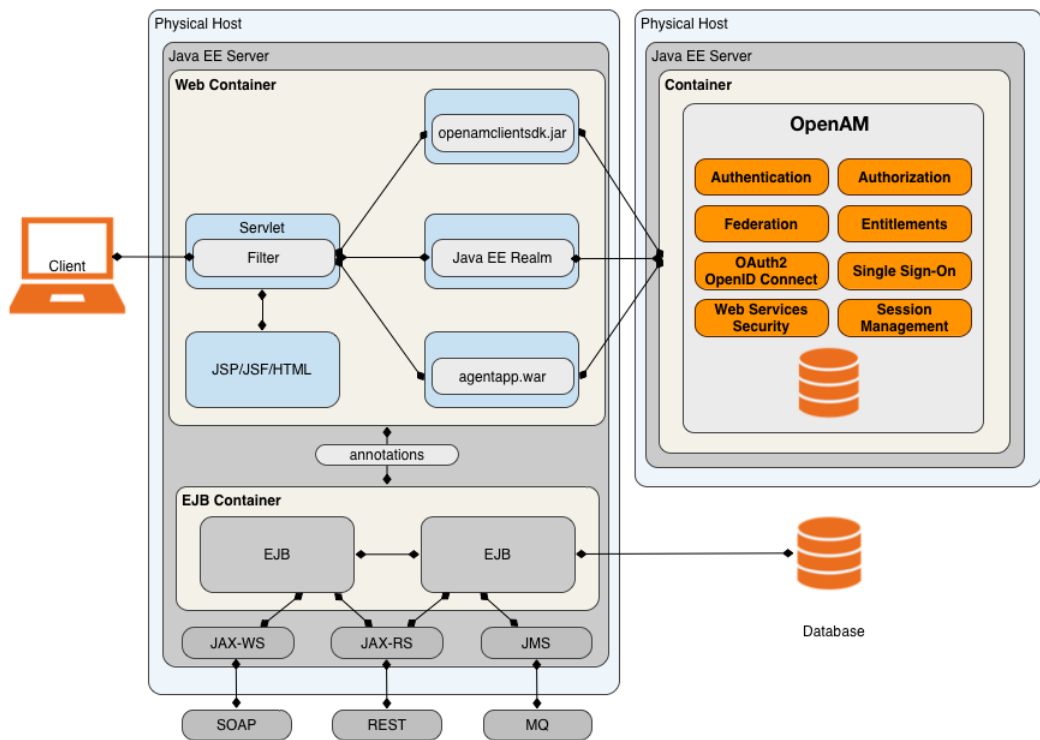 Physical Host
Java EE Server
Web Container
openamclientsdk.jar
Servlet
Filter
Java EE Realm
Client
JSP/JSF/HTML
agentapp.war
annotations
EJB Container
EJB
EJB
JAX-WS
JAX-RS
JMS
SOAP
REST
MQ
Physical Host
Java EE Server
Container
OpenAM
Authentication
Authorization
Federation
Entitlements
OAuth2
OpenID Connect
Single Sign-On
Web Services
Security
Session
Management
Database